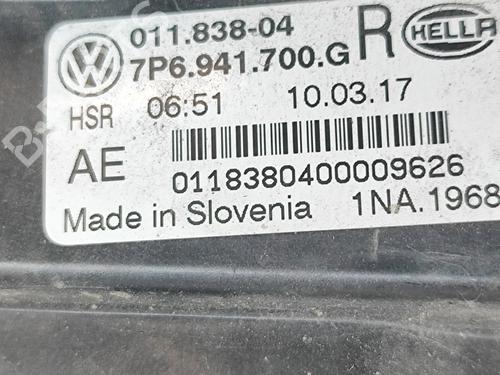 011.838-04 R HELLA
7P6.941.700.G
HSR 06:51 10.03.17
AE
0118380400009626
Made in Slovenia 1NA.1968